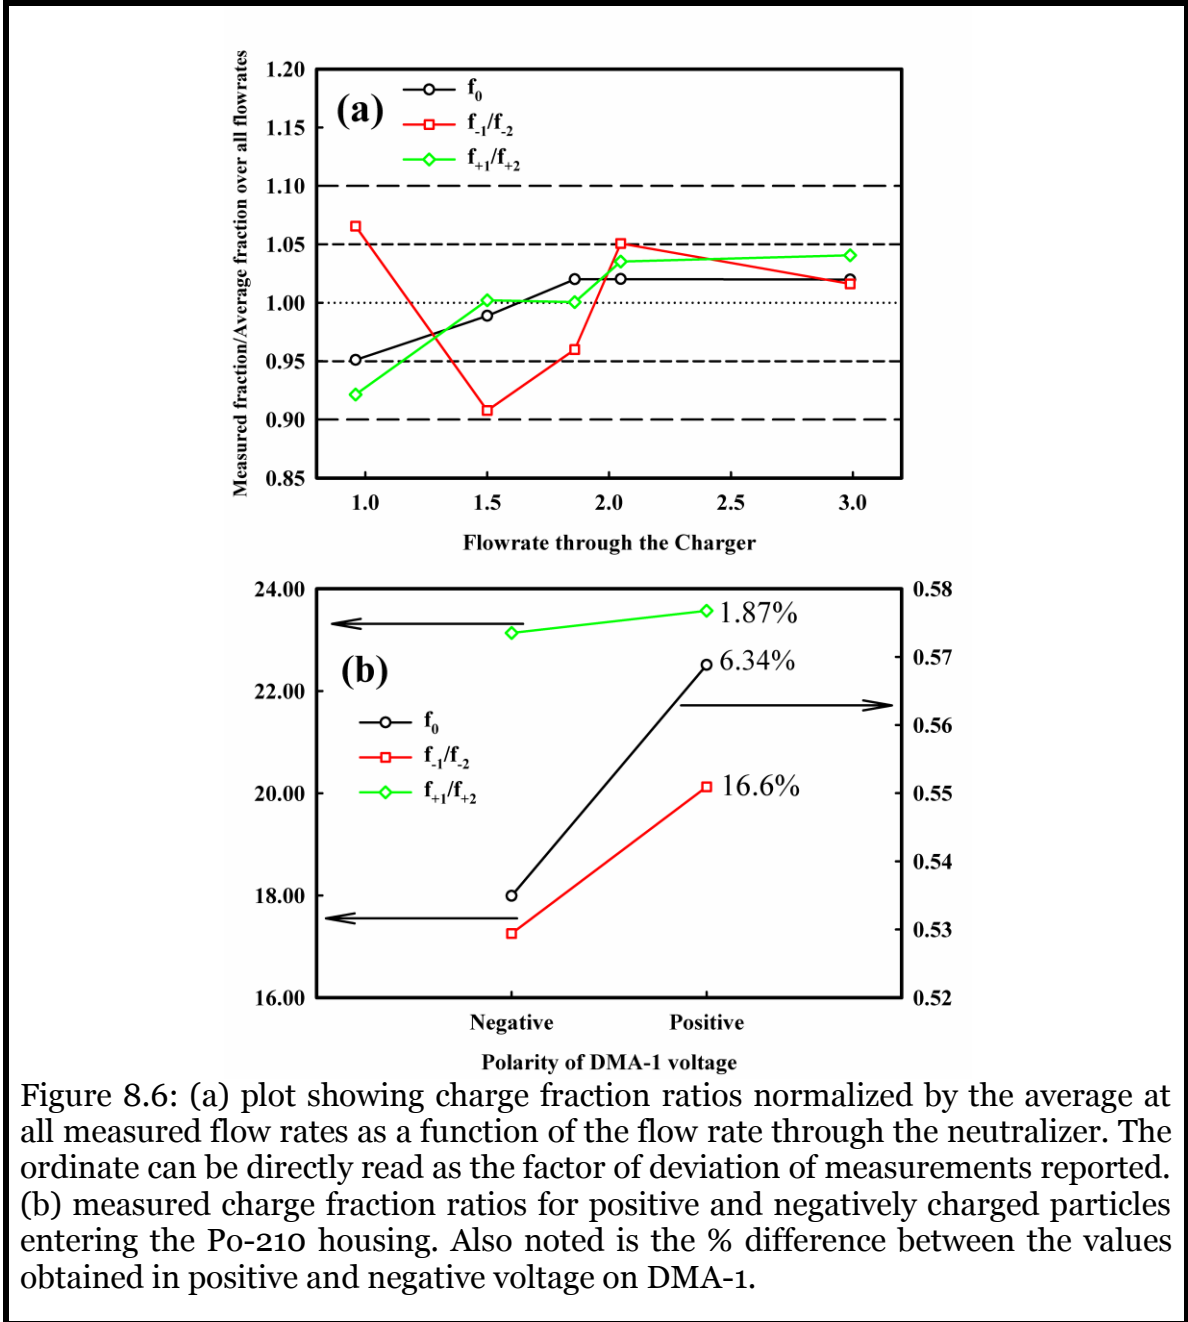 Measured fraction/Average fraction over all flowrates
1.20
1.15
1.10
1.05
1.00
0.95
0.90
0.85
(a)
f0
f-1/f-2
f+1/f+2
1.0
1.5
2.0
2.5
3.0
Flowrate through the Charger
24.00
22.00
20.00
18.00
16.00
(b)
f0
f-1/f-2
f+1/f+2
1.87%
6.34%
16.6%
0.58
0.57
0.56
0.55
0.54
0.53
0.52
Negative
Positive
Polarity of DMA-1 voltage
Figure 8.6: (a) plot showing charge fraction ratios normalized by the average at
all measured flow rates as a function of the flow rate through the neutralizer. The
ordinate can be directly read as the factor of deviation of measurements reported.
(b) measured charge fraction ratios for positive and negatively charged particles
entering the Po-210 housing. Also noted is the % difference between the values
obtained in positive and negative voltage on DMA-1.